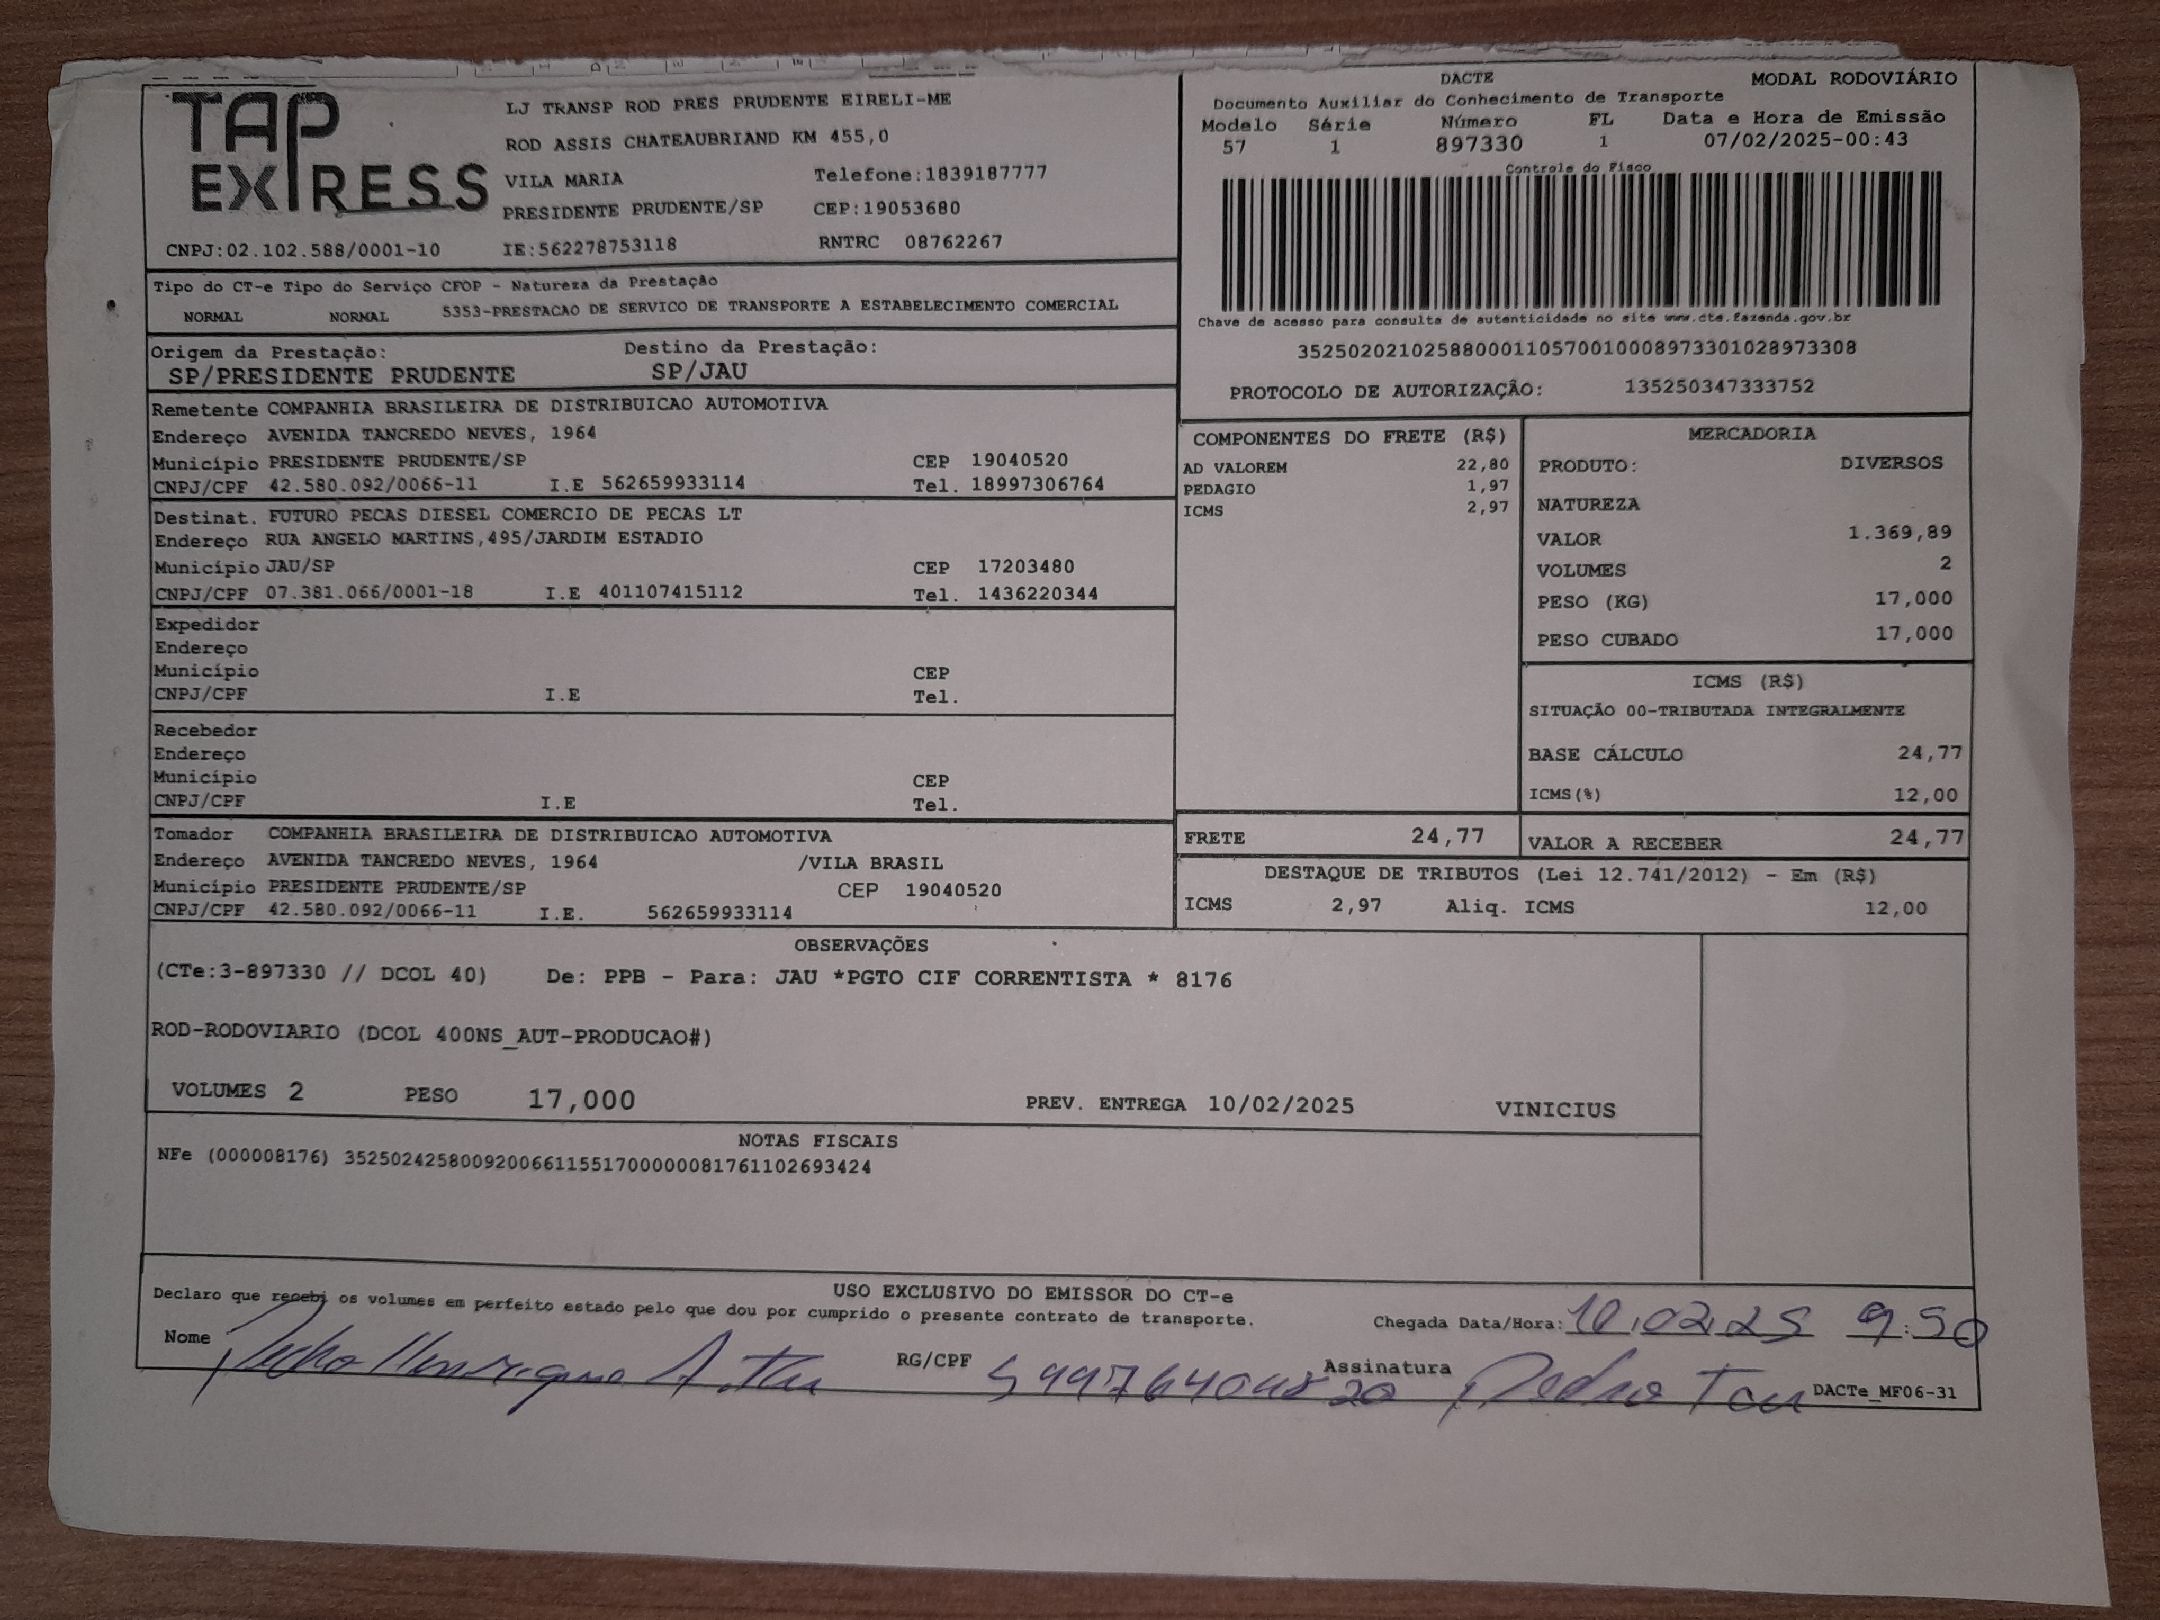 TAP EXPRESS
LJ TRANSP ROD PRES PRUDENTE EIRELI-ME
ROD ASSIS CHATEAUBRIAND KM 455,0
VILA MARIA Telefone:1839187777
PRESIDENTE PRUDENTE/SP CEP:19053680
CNPJ:02.102.588/0001-10 IE:562278753118 RNTRC 08762267
DACTE MODAL RODOVIÁRIO
Documento Auxiliar do Conhecimento de Transporte
Modelo Série Número FL Data e Hora de Emissão
57 1 897330 1 07/02/2025-00:43
Controle do Fisco
Chave de acesso para consulta de autenticidade no site www.cte.fazenda.gov.br
35250202102588000110570010008973301028973308
PROTOCOLO DE AUTORIZAÇÃO: 135250347333752
Tipo do CT-e Tipo do Serviço CFOP - Natureza da Prestação
NORMAL NORMAL 5353-PRESTACAO DE SERVICO DE TRANSPORTE A ESTABELECIMENTO COMERCIAL
Origem da Prestação: Destino da Prestação:
SP/PRESIDENTE PRUDENTE SP/JAU
Remetente COMPANHIA BRASILEIRA DE DISTRIBUICAO AUTOMOTIVA
Endereço AVENIDA TANCREDO NEVES, 1964
Município PRESIDENTE PRUDENTE/SP CEP 19040520
CNPJ/CPF 42.580.092/0066-11 I.E 562659933114 Tel. 18997306764
Destinat. FUTURO PECAS DIESEL COMERCIO DE PECAS LT
Endereço RUA ANGELO MARTINS,495/JARDIM ESTADIO
Município JAU/SP CEP 17203480
CNPJ/CPF 07.381.066/0001-18 I.E 401107415112 Tel. 1436220344
Expedidor
Endereço
Município CEP
CNPJ/CPF I.E Tel.
Recebedor
Endereço
Município CEP
CNPJ/CPF I.E Tel.
Tomador COMPANHIA BRASILEIRA DE DISTRIBUICAO AUTOMOTIVA
Endereço AVENIDA TANCREDO NEVES, 1964 /VILA BRASIL
Município PRESIDENTE PRUDENTE/SP CEP 19040520
CNPJ/CPF 42.580.092/0066-11 I.E. 562659933114
COMPONENTES DO FRETE (R$)
AD VALOREM 22,80
PEDAGIO 1,97
ICMS 2,97
MERCADORIA
PRODUTO: DIVERSOS
NATUREZA
VALOR 1.369,89
VOLUMES 2
PESO (KG) 17,000
PESO CUBADO 17,000
ICMS (R$)
SITUAÇÃO 00-TRIBUTADA INTEGRALMENTE
BASE CÁLCULO 24,77
ICMS(%) 12,00
FRETE 24,77 VALOR A RECEBER 24,77
DESTAQUE DE TRIBUTOS (Lei 12.741/2012) - Em (R$)
ICMS 2,97 Aliq. ICMS 12,00
OBSERVAÇÕES
(CTe:3-897330 // DCOL 40) De: PPB - Para: JAU *PGTO CIF CORRENTISTA * 8176
ROD-RODOVIARIO (DCOL 400NS_AUT-PRODUCAO#)
VOLUMES 2 PESO 17,000 PREV. ENTREGA 10/02/2025 VINICIUS
NOTAS FISCAIS
NFe (000008176) 35250242580092006611551700000081761102693424
USO EXCLUSIVO DO EMISSOR DO CT-e
Declaro que recebi os volumes em perfeito estado pelo que dou por cumprido o presente contrato de transporte.
Chegada Data/Hora: 10.02.25 9:50
Nome Pedro Henrique RG/CPF Assinatura Pedro
DACTe_MF06-31